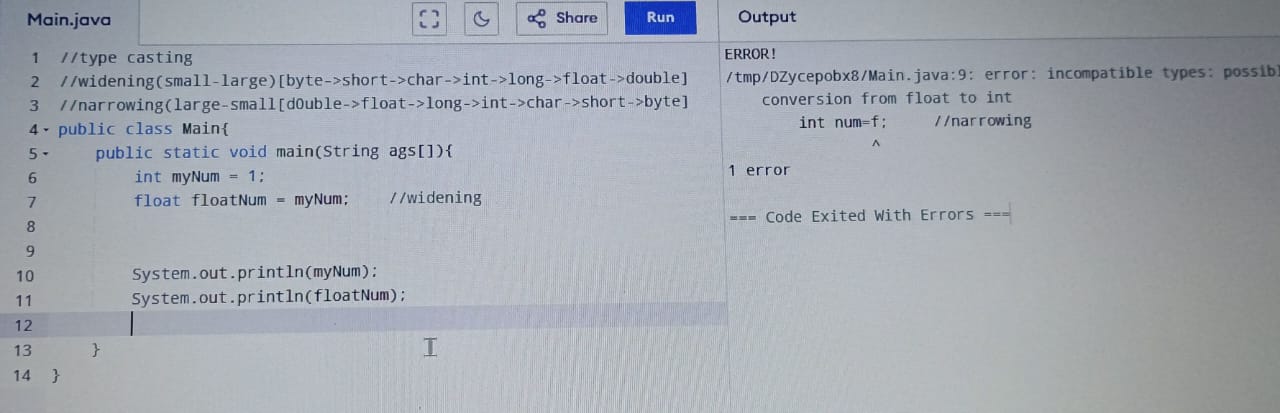 Main.java
Share
Run
Output
1 //type casting
2 //widening(small-large)[byte->short->char->int->long->float->double]
3 //narrowing(large-small[dOuble->float->long->int->char->short->byte]
4 public class Main{
5 public static void main(String ags[]){
6 int myNum = 1;
7 float floatNum = myNum; //widening
8
9
10 System.out.println(myNum);
11 System.out.println(floatNum);
12
13 }
14 }
ERROR!
/tmp/DZycepobx8/Main.java:9: error: incompatible types: possibl
conversion from float to int
int num=f; //narrowing
^
1 error
=== Code Exited With Errors ===